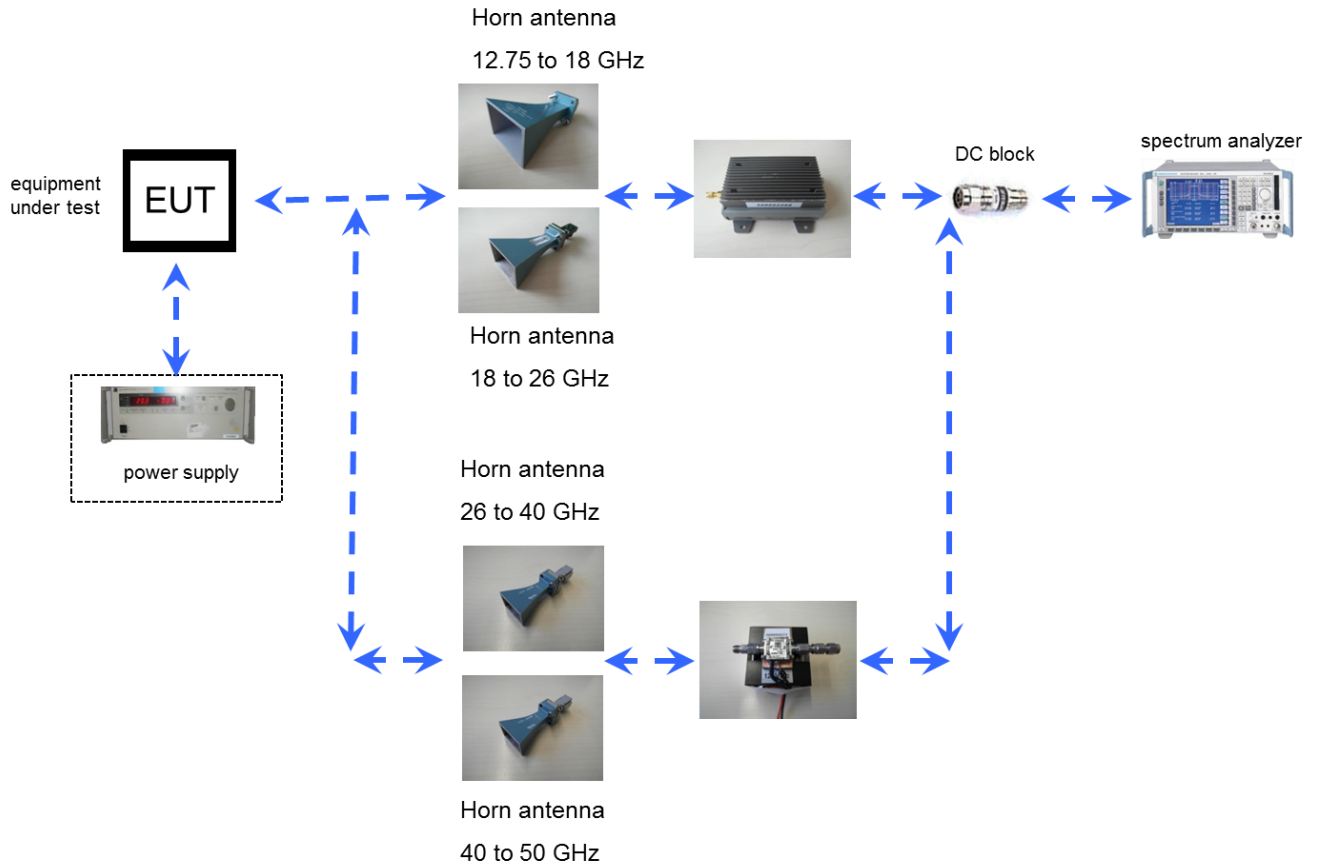 Horn antenna
12.75 to 18 GHz
equipment
under test
EUT
DC block
spectrum analyzer
Horn antenna
18 to 26 GHz
power supply
Horn antenna
26 to 40 GHz
Horn antenna
40 to 50 GHz